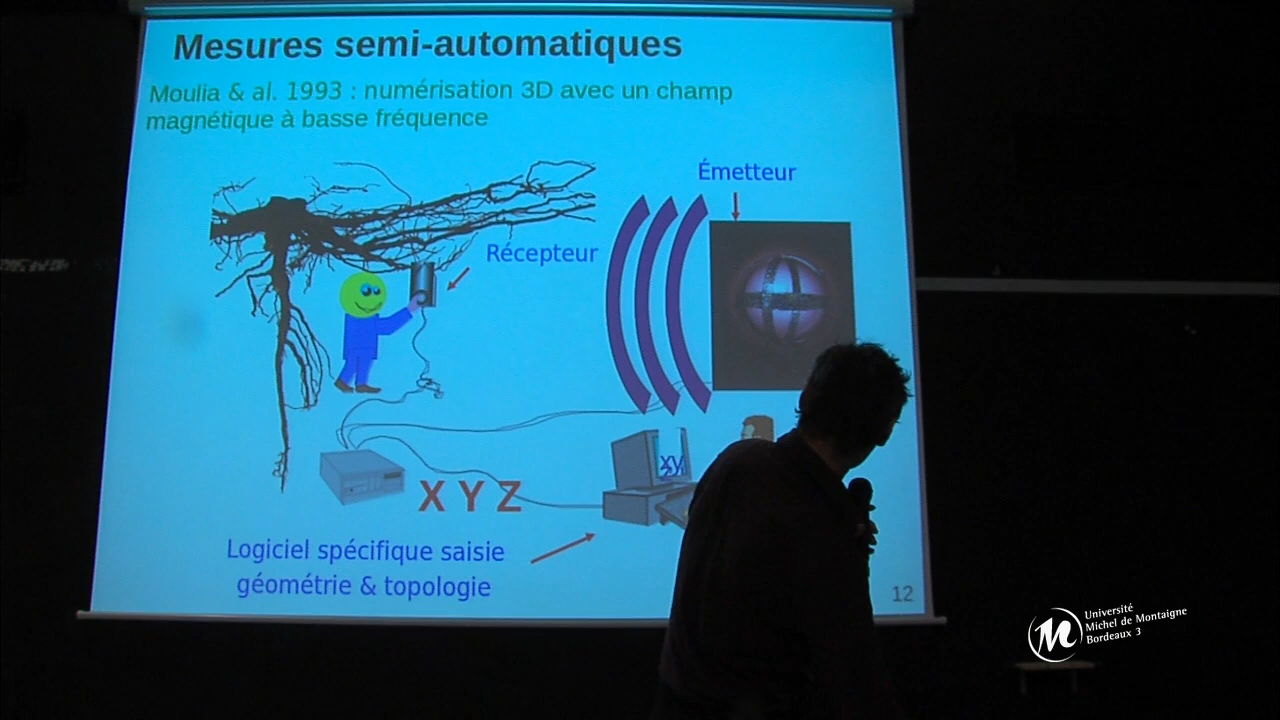 Mesures semi-automatiques
Moulia & al. 1993 : numérisation 3D avec un champ
magnétique à basse fréquence
Émetteur
Récepteur
xy
X Y Z
Logiciel spécifique saisie
géométrie & topologie
12
Université
Michel de Montaigne
Bordeaux 3